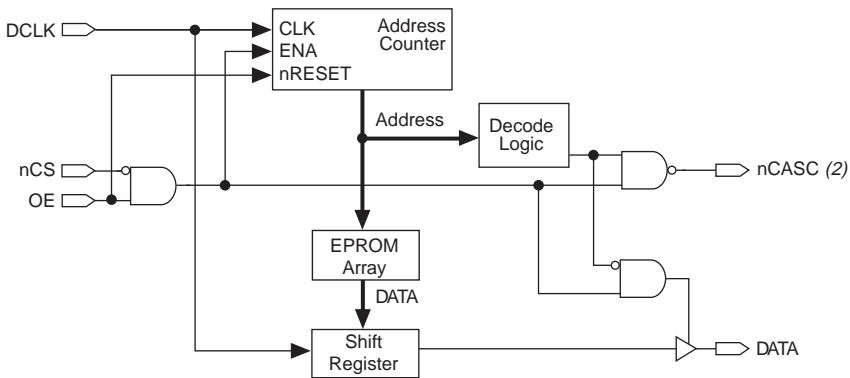 DCLK
CLK
ENA
nRESET
Address
Counter
Address
Decode
Logic
nCS
OE
nCASC (2)
EPROM
Array
DATA
Shift
Register
DATA